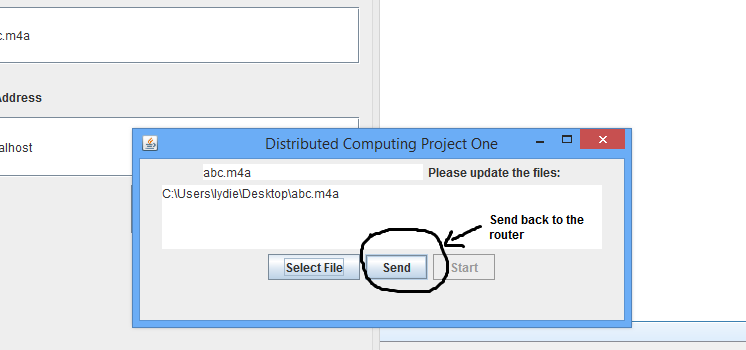 c.m4a
Address
alhost
Distributed Computing Project One
abc.m4a Please update the files:
C:\Users\lydie\Desktop\abc.m4a
Send back to the
router
Select File Send Start